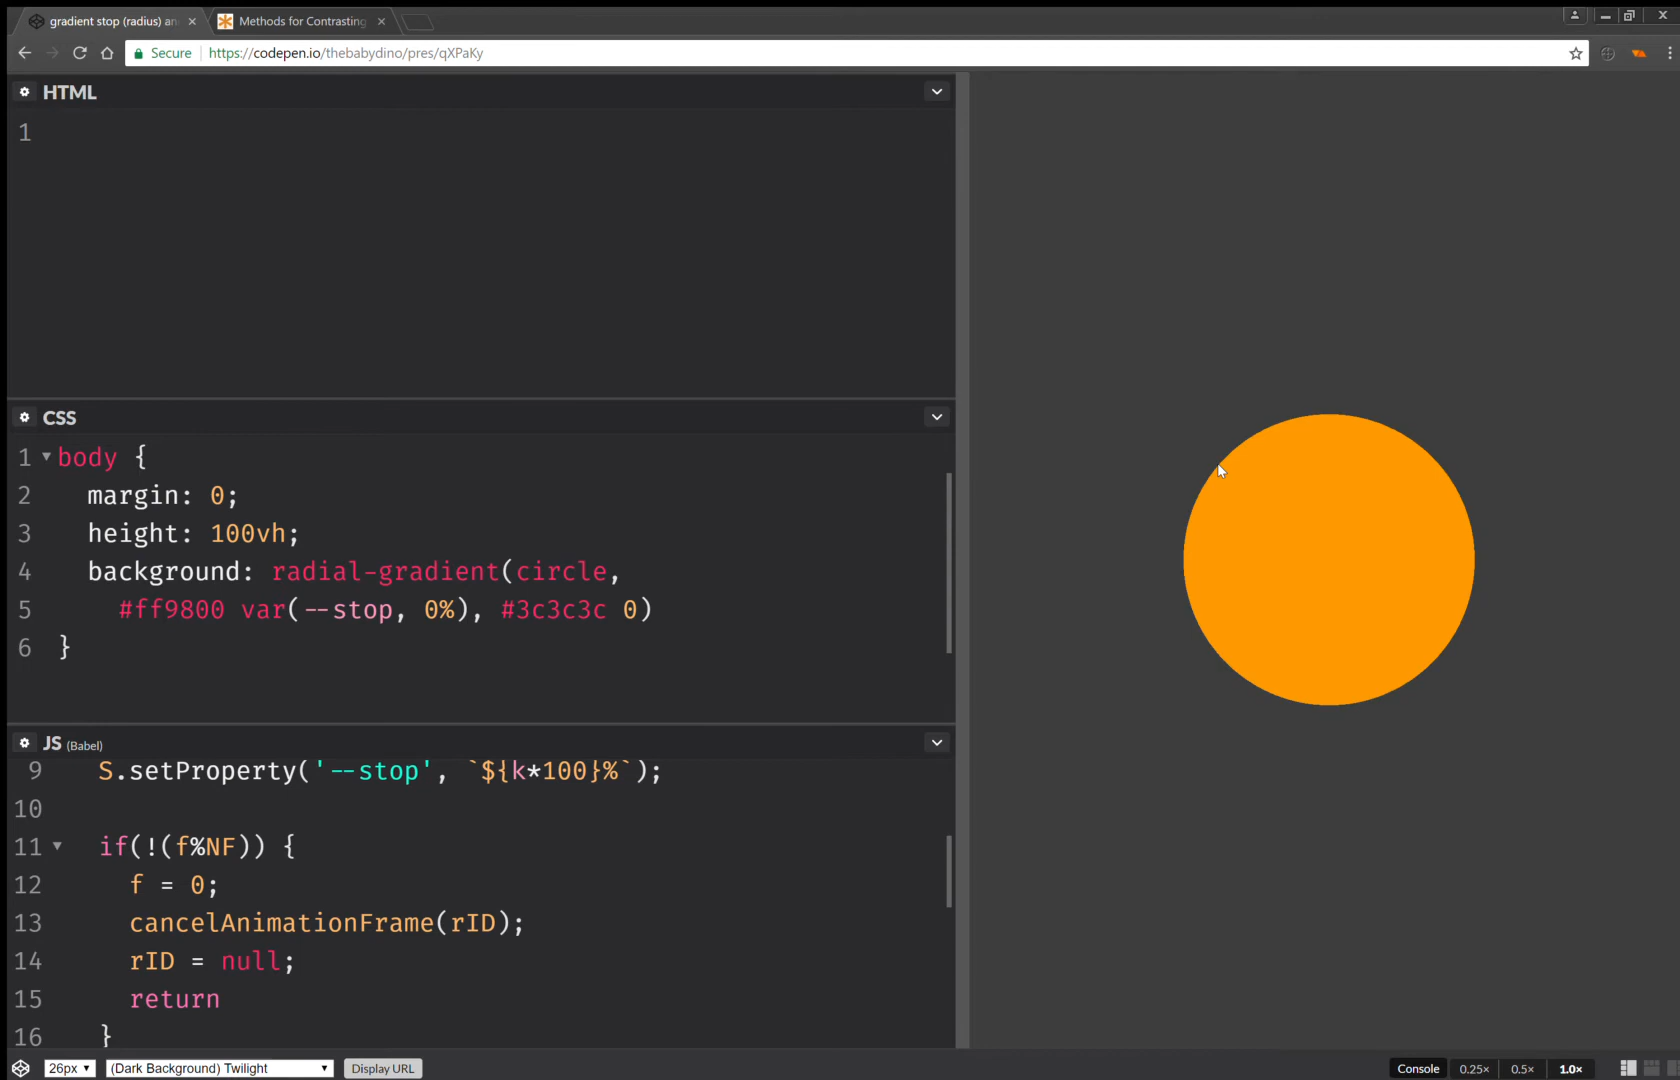 gradient stop (radius) an
Methods for Contrasting
Secure
https://codepen.io/thebabydino/pres/qXPaKy
HTML
1
CSS
1 body {
2 margin: 0;
3 height: 100vh;
4 background: radial-gradient(circle,
5 #ff9800 var(--stop, 0%), #3c3c3c 0)
6 }
JS (Babel)
9 S.setProperty('--stop', `${k*100}%`);
10
11 if(!(f%NF)) {
12 f = 0;
13 cancelAnimationFrame(rID);
14 rID = null;
15 return
16 }
26px
(Dark Background) Twilight
Display URL
Console
0.25×
0.5×
1.0×